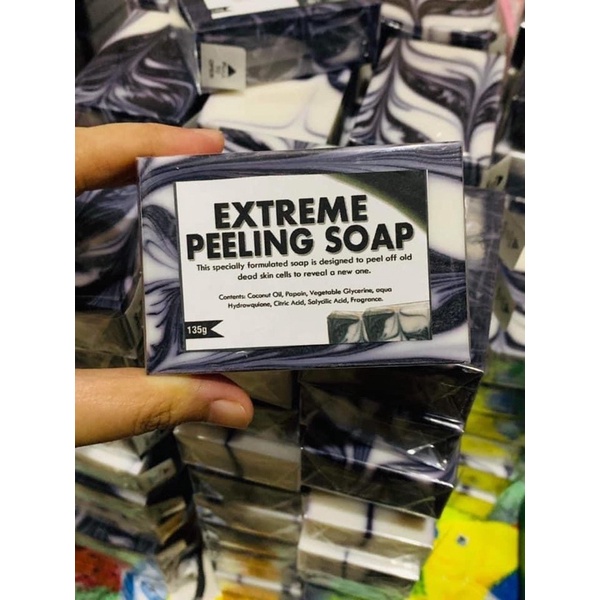 EXTREME
PEELING SOAP
This specially formulated soap is designed to peel off old
dead skin cells to reveal a new one.
Contents: Coconut Oil, Papain, Vegetable Glycerine, aqua
Hydrowquione, Citric Acid, Salycilic Acid, Fragrance.
135g